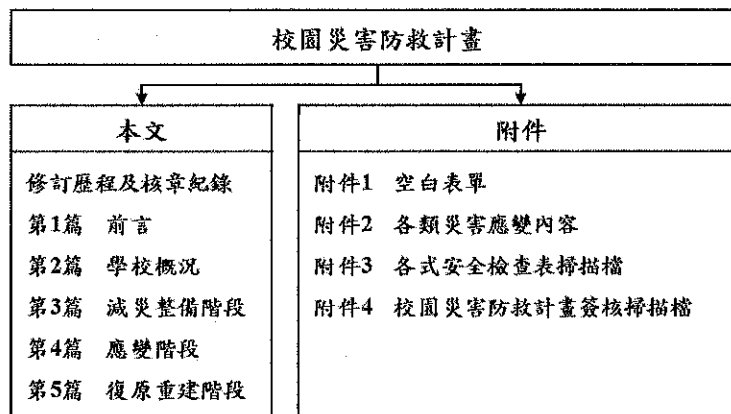 校園災害防救計畫
本文
修訂歷程及核章紀錄
第1篇 前言
第2篇 學校概況
第3篇 減災整備階段
第4篇 應變階段
第5篇 復原重建階段
附件
附件1 空白表單
附件2 各類災害應變內容
附件3 各式安全檢查表掃描檔
附件4 校園災害防救計畫簽核掃描檔